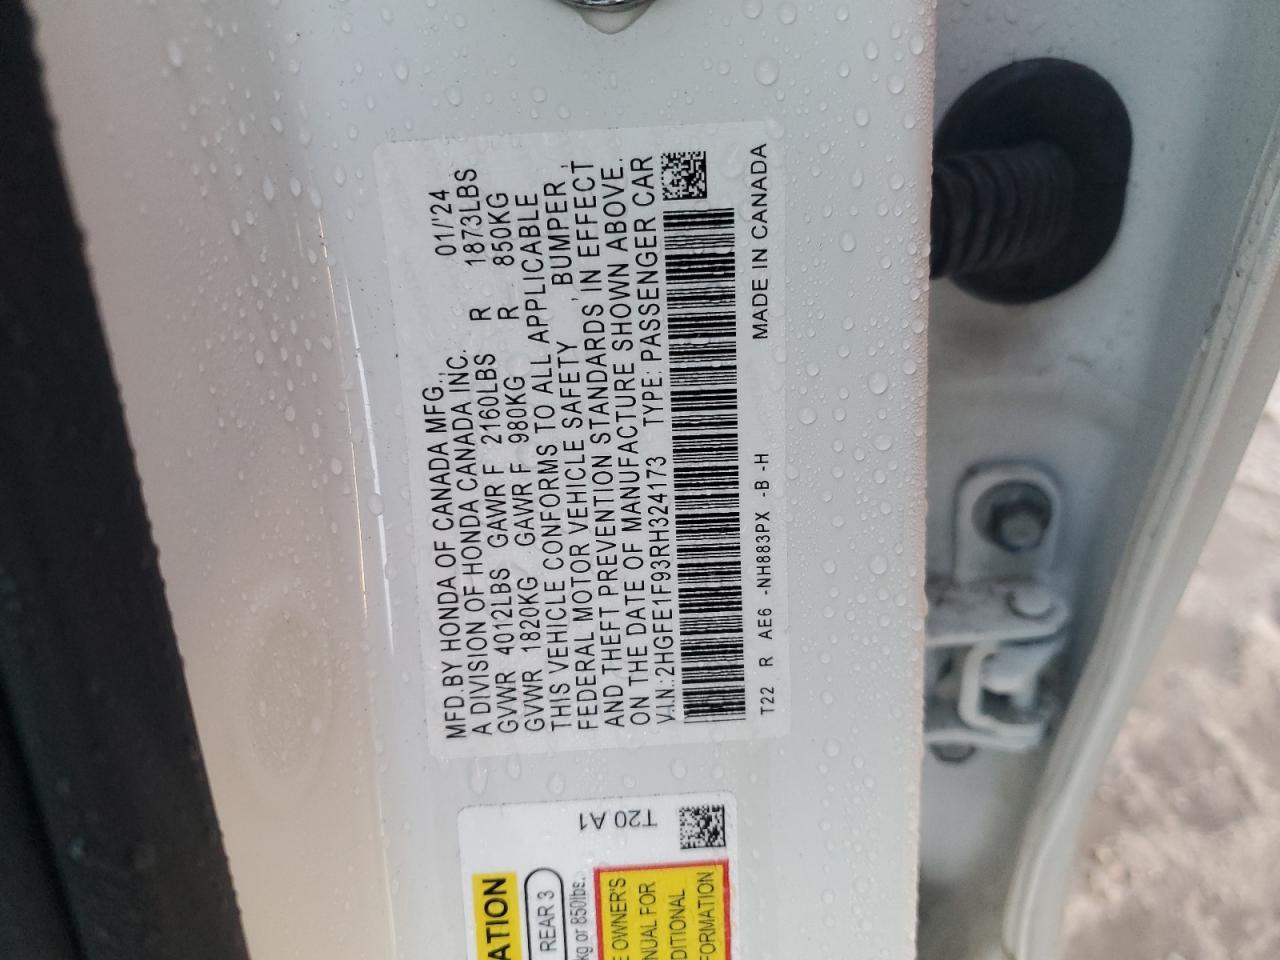 MFD.BY HONDA OF CANADA MFG., 01/'24
A DIVISION OF HONDA CANADA INC.
GVWR 4012LBS GAWR F 2160LBS R 1873LBS
GVWR 1820KG GAWR F 980KG R 850KG
THIS VEHICLE CONFORMS TO ALL APPLICABLE
FEDERAL MOTOR VEHICLE SAFETY , BUMPER ,
AND THEFT PREVENTION STANDARDS IN EFFECT
ON THE DATE OF MANUFACTURE SHOWN ABOVE.
V.I.N.:2HGFE1F93RH324173 TYPE: PASSENGER CAR
T22 R AE6 -NH883PX -B -H MADE IN CANADA
T20 A1
ATION
REAR 3
kg or 850lbs.
E OWNER'S
NUAL FOR
DITIONAL
FORMATION